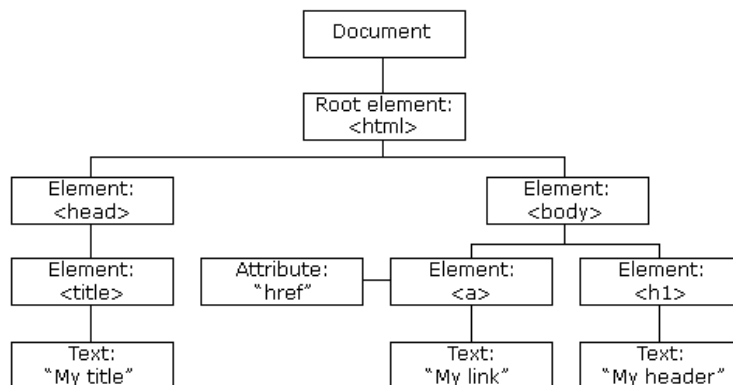 Document
Root element:
<html>
Element:
<head>
Element:
<body>
Element:
<title>
Attribute:
“href”
Element:
<a>
Element:
<h1>
Text:
“My title”
Text:
“My link”
Text:
“My header”